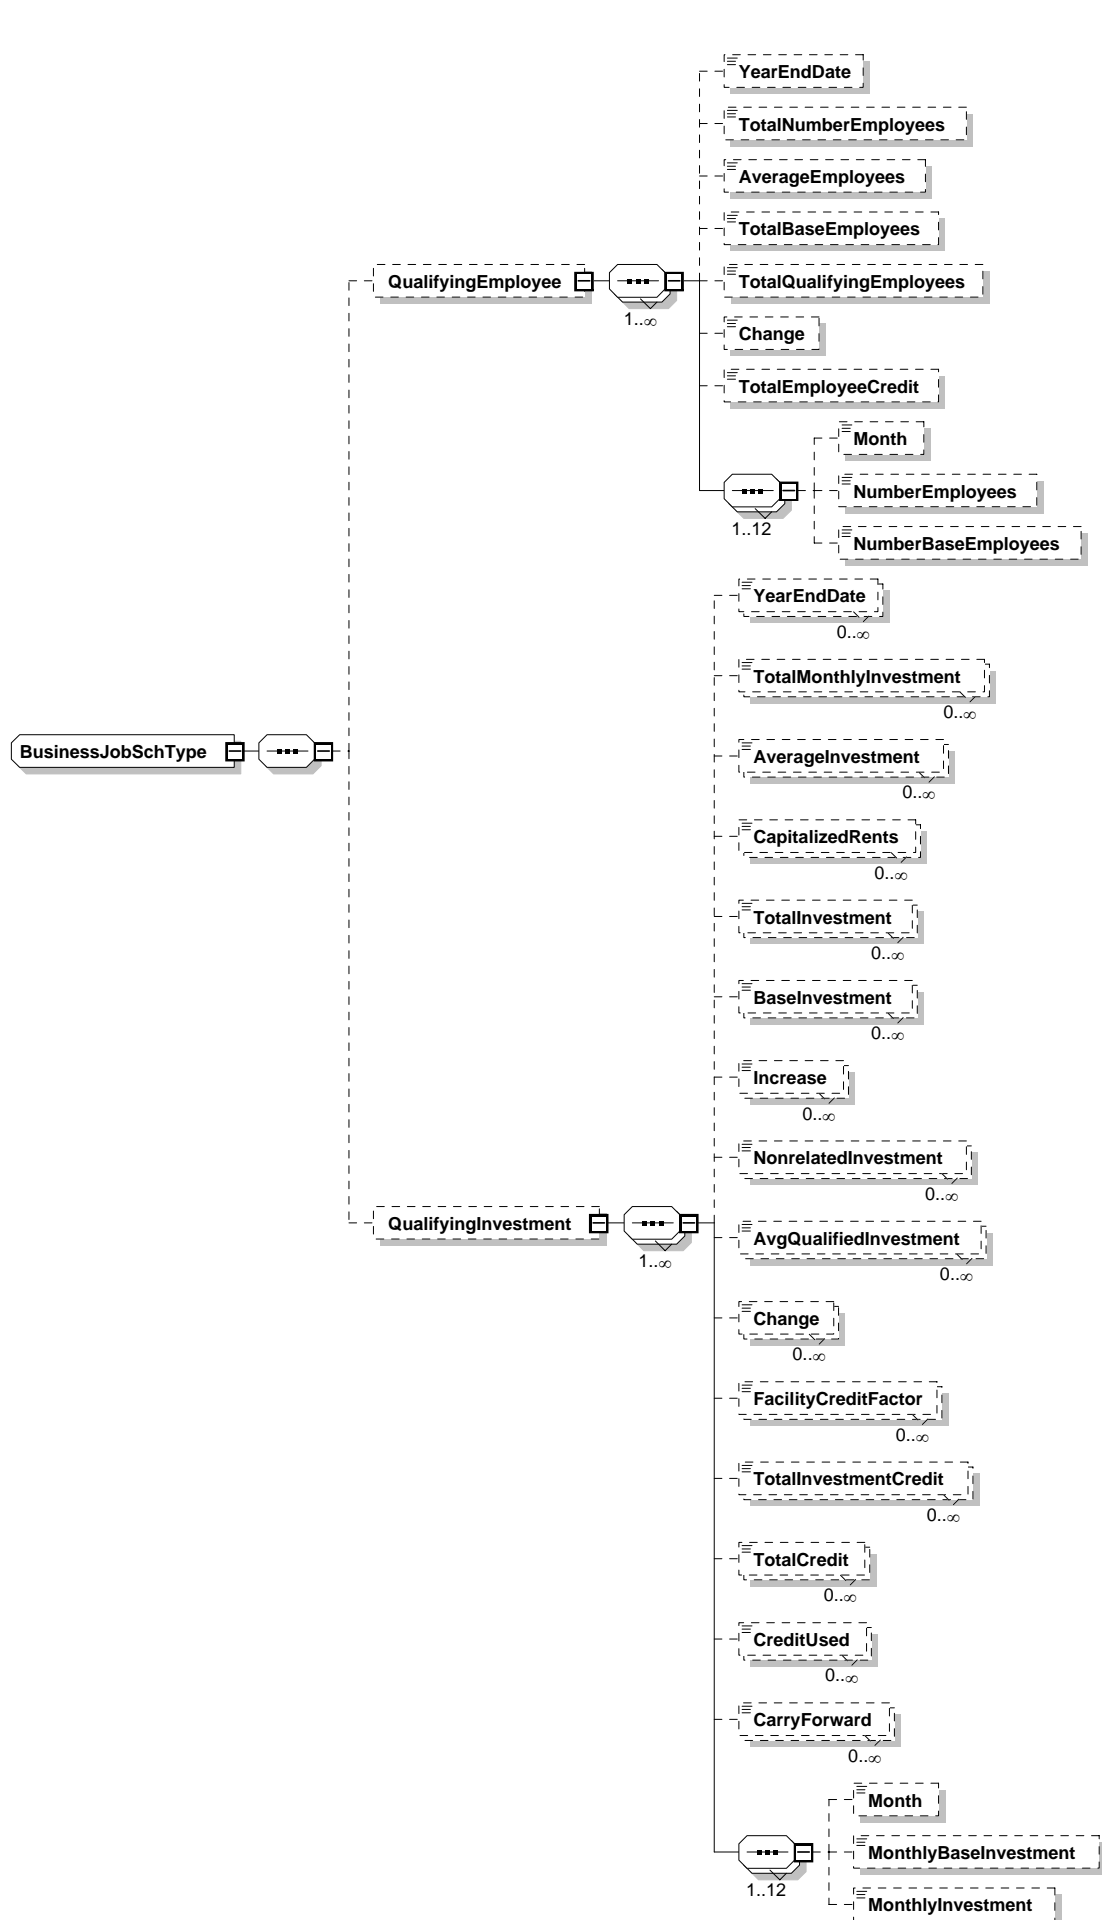 YearEndDate
TotalNumberEmployees
AverageEmployees
TotalBaseEmployees
QualifyingEmployee
1..∞
TotalQualifyingEmployees
Change
TotalEmployeeCredit
1..12
Month
NumberEmployees
NumberBaseEmployees
BusinessJobSchType
YearEndDate
0..∞
TotalMonthlyInvestment
0..∞
AverageInvestment
0..∞
CapitalizedRents
0..∞
TotalInvestment
0..∞
BaseInvestment
0..∞
Increase
0..∞
NonrelatedInvestment
0..∞
QualifyingInvestment
1..∞
AvgQualifiedInvestment
0..∞
Change
0..∞
FacilityCreditFactor
0..∞
TotalInvestmentCredit
0..∞
TotalCredit
0..∞
CreditUsed
0..∞
CarryForward
0..∞
1..12
Month
MonthlyBaseInvestment
MonthlyInvestment